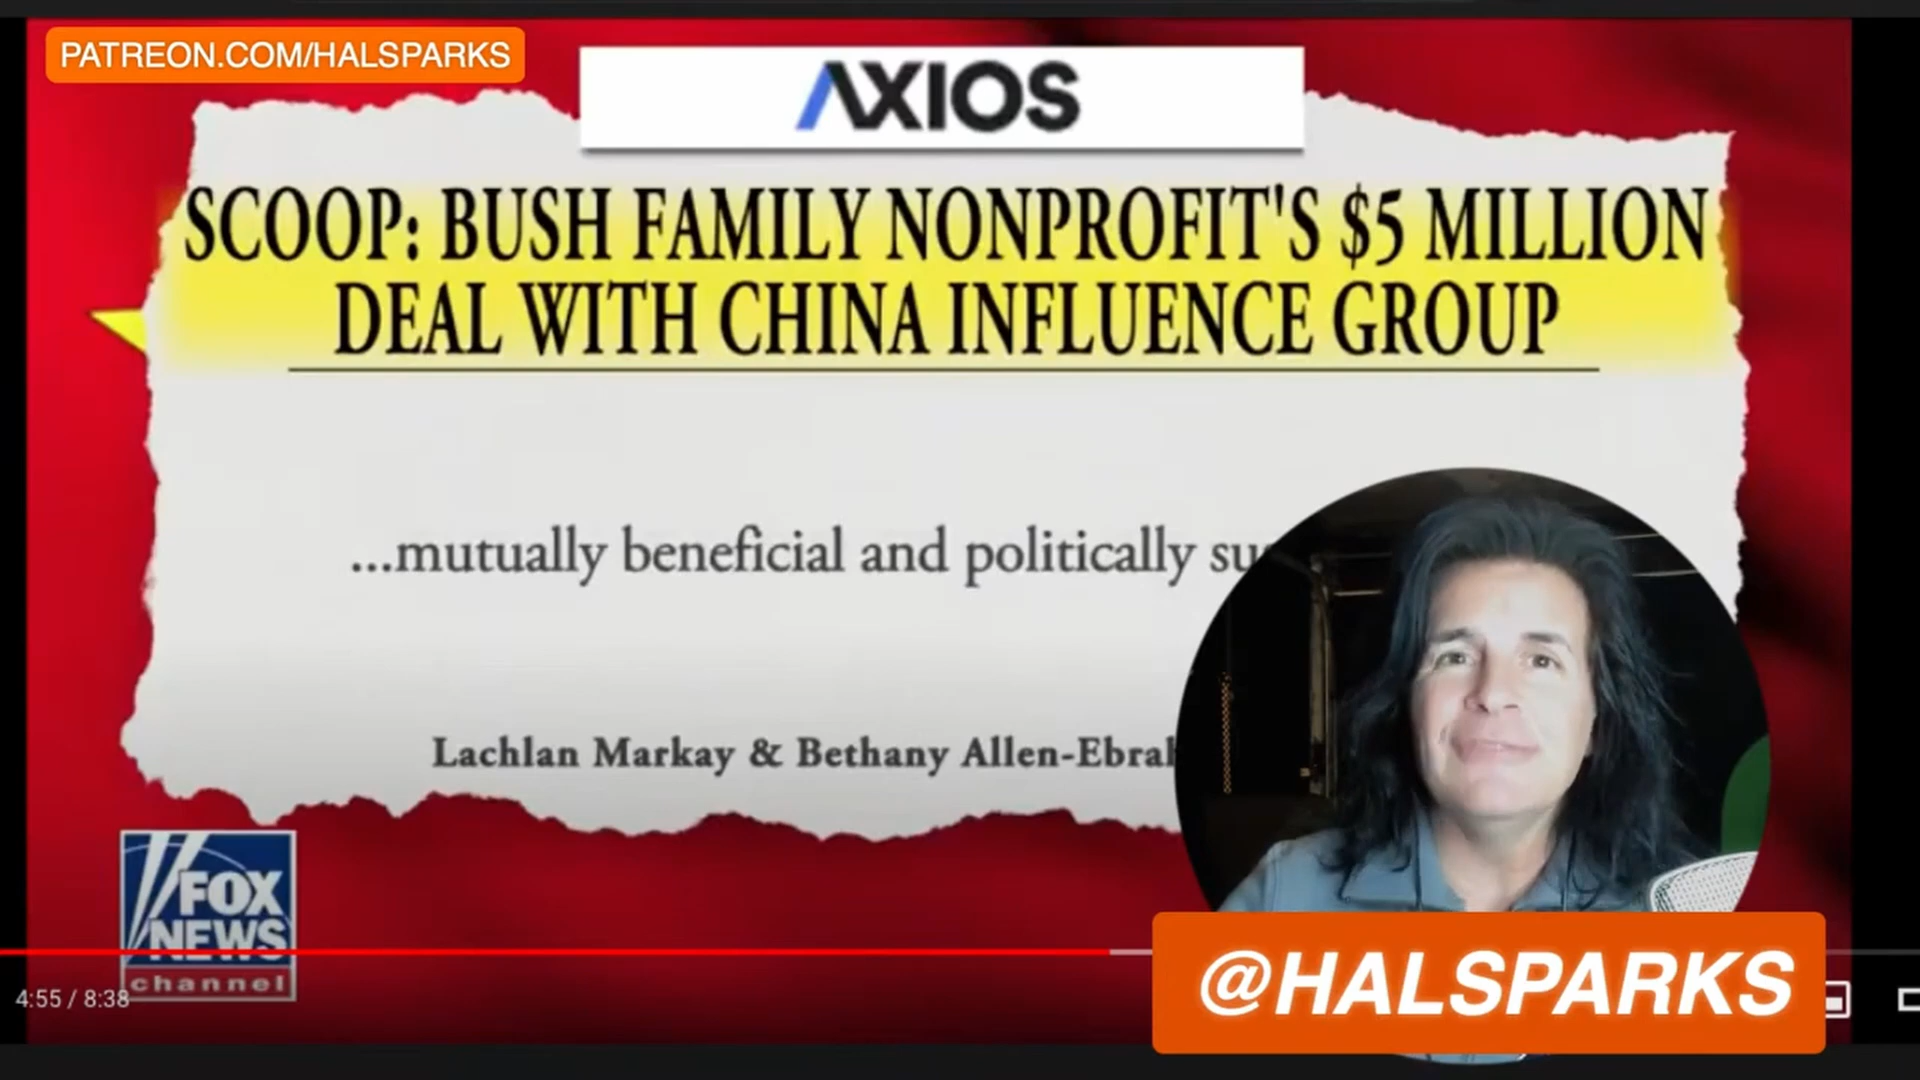 PATREON.COM/HALSPARKS
AXIOS
SCOOP: BUSH FAMILY NONPROFIT'S $5 MILLION
DEAL WITH CHINA INFLUENCE GROUP
...mutually beneficial and politically
Lachlan Markay & Bethany
FOX
NEWS
channel
4:55 / 8:38
@HALSPARKS